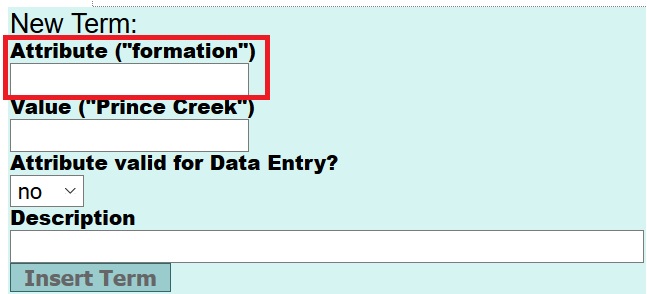 New Term:
Attribute ("formation")
Value ("Prince Creek")
Attribute valid for Data Entry?
no
Description
Insert Term